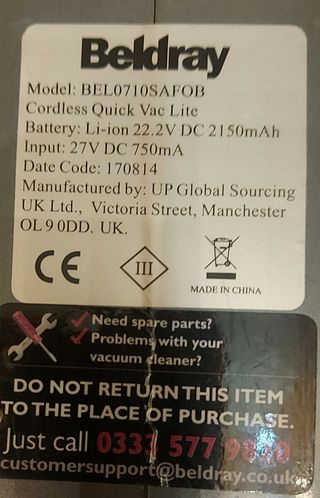 Beldray
Model: BEL0710SAFOB
Cordless Quick Vac Lite
Battery: Li-ion 22.2V DC 2150mAh
Input: 27V DC 750mA
Date Code: 170814
Manufactured by: UP Global Sourcing
UK Ltd., Victoria Street, Manchester
OL9 0DD. UK.
CE
III
MADE IN CHINA
Need spare parts?
Problems with your
vacuum cleaner?
DO NOT RETURN THIS ITEM
TO THE PLACE OF PURCHASE.
Just call 0333 577
customersupport@beldray.co.uk